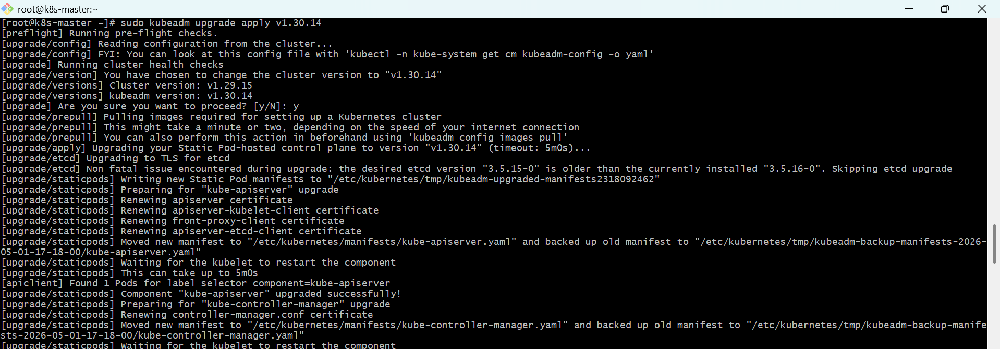 root@k8s-master:~
[root@k8s-master ~]# sudo kubeadm upgrade apply v1.30.14
[preflight] Running pre-flight checks.
[upgrade/config] Reading configuration from the cluster...
[upgrade/config] FYI: You can look at this config file with 'kubectl -n kube-system get cm kubeadm-config -o yaml'
[upgrade] Running cluster health checks
[upgrade/version] You have chosen to change the cluster version to "v1.30.14"
[upgrade/versions] Cluster version: v1.29.15
[upgrade/versions] kubeadm version: v1.30.14
[upgrade] Are you sure you want to proceed? [y/N]: y
[upgrade/prepull] Pulling images required for setting up a Kubernetes cluster
[upgrade/prepull] This might take a minute or two, depending on the speed of your internet connection
[upgrade/prepull] You can also perform this action in beforehand using 'kubeadm config images pull'
[upgrade/apply] Upgrading your Static Pod-hosted control plane to version "v1.30.14" (timeout: 5m0s)...
[upgrade/etcd] Upgrading to TLS for etcd
[upgrade/etcd] Non fatal issue encountered during upgrade: the desired etcd version "3.5.15-0" is older than the currently installed "3.5.16-0". Skipping etcd upgrade
[upgrade/staticpods] Writing new Static Pod manifests to "/etc/kubernetes/tmp/kubeadm-upgraded-manifests2318092462"
[upgrade/staticpods] Preparing for "kube-apiserver" upgrade
[upgrade/staticpods] Renewing apiserver certificate
[upgrade/staticpods] Renewing apiserver-kubelet-client certificate
[upgrade/staticpods] Renewing front-proxy-client certificate
[upgrade/staticpods] Renewing apiserver-etcd-client certificate
[upgrade/staticpods] Moved new manifest to "/etc/kubernetes/manifests/kube-apiserver.yaml" and backed up old manifest to "/etc/kubernetes/tmp/kubeadm-backup-manifests-2026-
05-01-17-18-00/kube-apiserver.yaml"
[upgrade/staticpods] Waiting for the kubelet to restart the component
[upgrade/staticpods] This can take up to 5m0s
[apiclient] Found 1 Pods for label selector component=kube-apiserver
[upgrade/staticpods] Component "kube-apiserver" upgraded successfully!
[upgrade/staticpods] Preparing for "kube-controller-manager" upgrade
[upgrade/staticpods] Renewing controller-manager.conf certificate
[upgrade/staticpods] Moved new manifest to "/etc/kubernetes/manifests/kube-controller-manager.yaml" and backed up old manifest to "/etc/kubernetes/tmp/kubeadm-backup-manife
sts-2026-05-01-17-18-00/kube-controller-manager.yaml"
[upgrade/staticpods] Waiting for the kubelet to restart the component